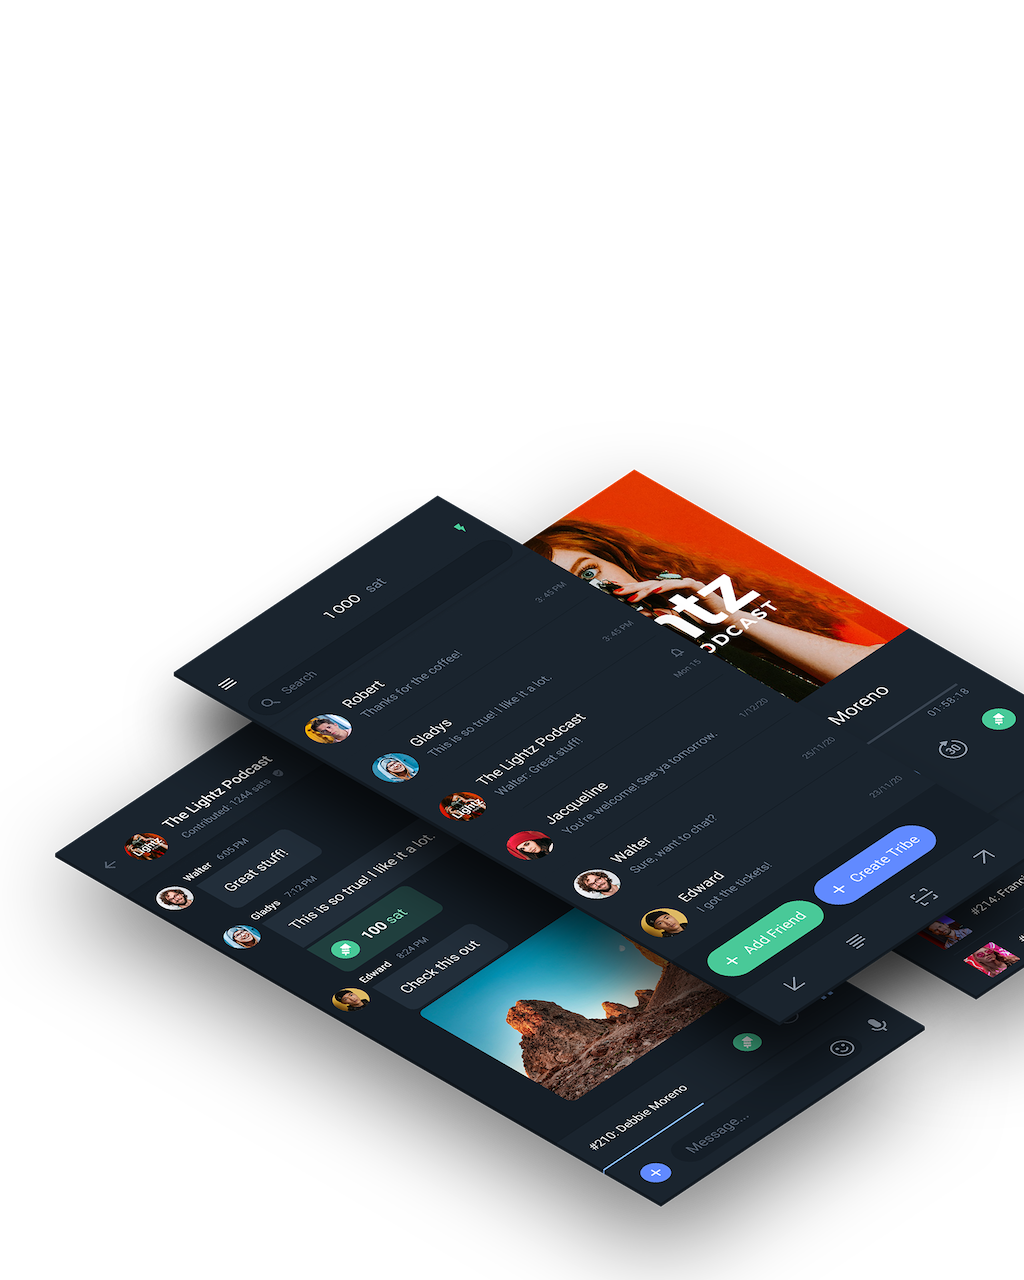 1 000 sat
Search
Robert
3:45 PM
Thanks for the coffee!
Gladys
3:45 PM
This is so true! I like it a lot.
The Lightz Podcast
Mon 15
Walter: Great stuff!
Jacqueline
1/12/20
You're welcome! See ya tomorrow.
Walter
25/11/20
Sure, want to chat?
Edward
23/11/20
I got the tickets!
+ Add Friend
+ Create Tribe
The Lightz Podcast
Contributed: 1244 sats
Lightz
Walter 6:05 PM
Great stuff!
Gladys 7:12 PM
This is so true! I like it a lot.
100 sat
Edward 8:24 PM
Check this out
#210: Debbie Moreno
Message...
ntz
ODCAST
Moreno
01:58:18
30
#214: Franci